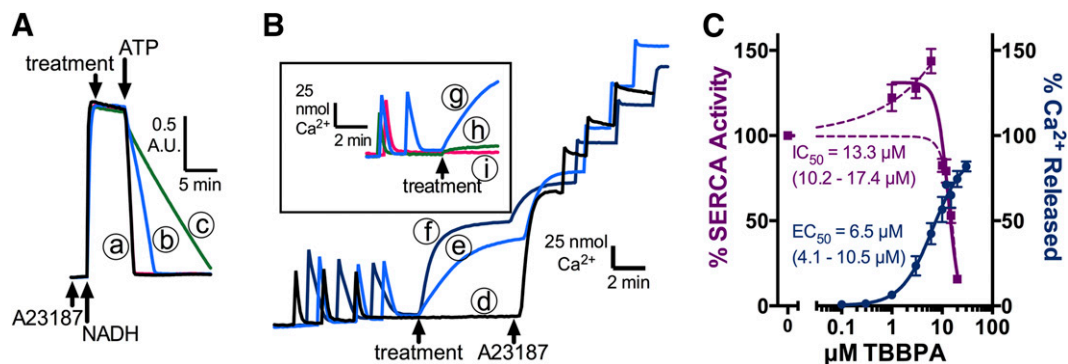 A
treatment
ATP
0.5
A.U.
5 min
a
b
c
A23187
NADH
B
25
nmol
Ca²⁺
2 min
g
h
i
treatment
f
e
d
25 nmol
Ca²⁺
2 min
treatment
A23187
C
% SERCA Activity
150
100
50
0
IC₅₀ = 13.3 µM
(10.2 - 17.4 µM)
EC₅₀ = 6.5 µM
(4.1 - 10.5 µM)
150
100
50
0
% Ca²⁺ Released
0
0.1
1
10
100
µM TBBPA